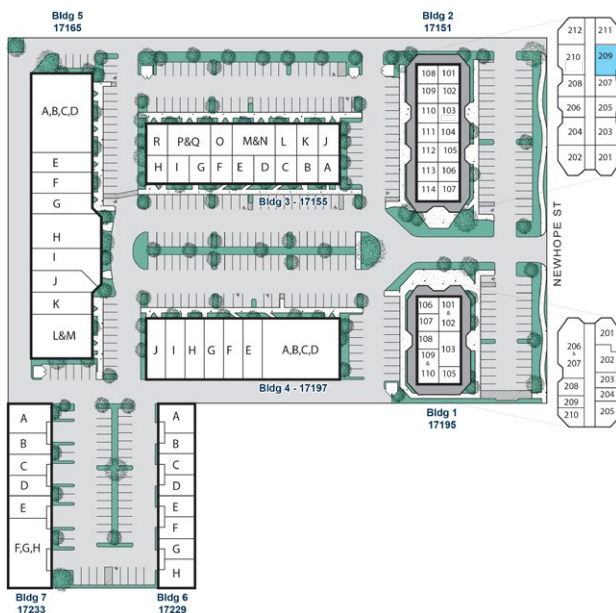 Bldg 5
17165
Bldg 2
17151
212 211
210 209
208 207
206 205
204 203
202 201
A,B,C,D
E
F
G
H
I
J
K
L&M
R P&Q O M&N L K J
H I G F E D C B A
Bldg 3 - 17155
108 101
109 102
110 103
111 104
112 105
113 106
114 107
NEWHOPE ST
J I H G F E A,B,C,D
Bldg 4 - 17197
106 101 & 102
107
108 103
109 & 110 105
Bldg 1
17195
201
206 & 207 202
208 203
209 204
210 205
A
B
C
D
E
F,G,H
Bldg 7
17233
A
B
C
D
E
F
G
H
Bldg 6
17229